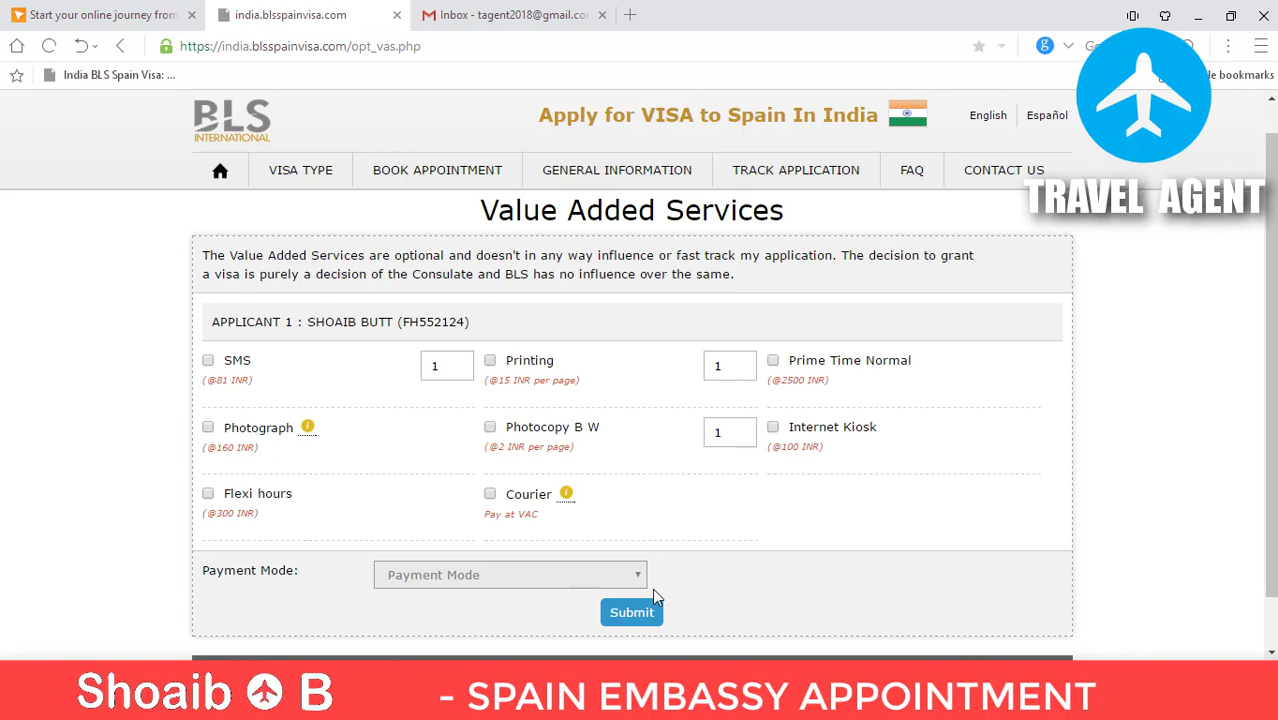 Start your online journey from
india.blsspainvisa.com
Inbox - tagent2018@gmail.co
https://india.blsspainvisa.com/opt_vas.php
g
India BLS Spain Visa: ...
bookmarks
BLS
INTERNATIONAL
Apply for VISA to Spain In India
English
Español
VISA TYPE
BOOK APPOINTMENT
GENERAL INFORMATION
TRACK APPLICATION
FAQ
CONTACT US
TRAVEL AGENT
Value Added Services
The Value Added Services are optional and doesn't in any way influence or fast track my application. The decision to grant
a visa is purely a decision of the Consulate and BLS has no influence over the same.
APPLICANT 1 : SHOAIB BUTT (FH552124)
SMS
1
Printing
1
Prime Time Normal
(@81 INR)
(@15 INR per page)
(@2500 INR)
Photograph i
Photocopy B W
1
Internet Kiosk
(@160 INR)
(@2 INR per page)
(@100 INR)
Flexi hours
Courier i
(@300 INR)
Pay at VAC
Payment Mode:
Payment Mode
Submit
Shoaib B - SPAIN EMBASSY APPOINTMENT